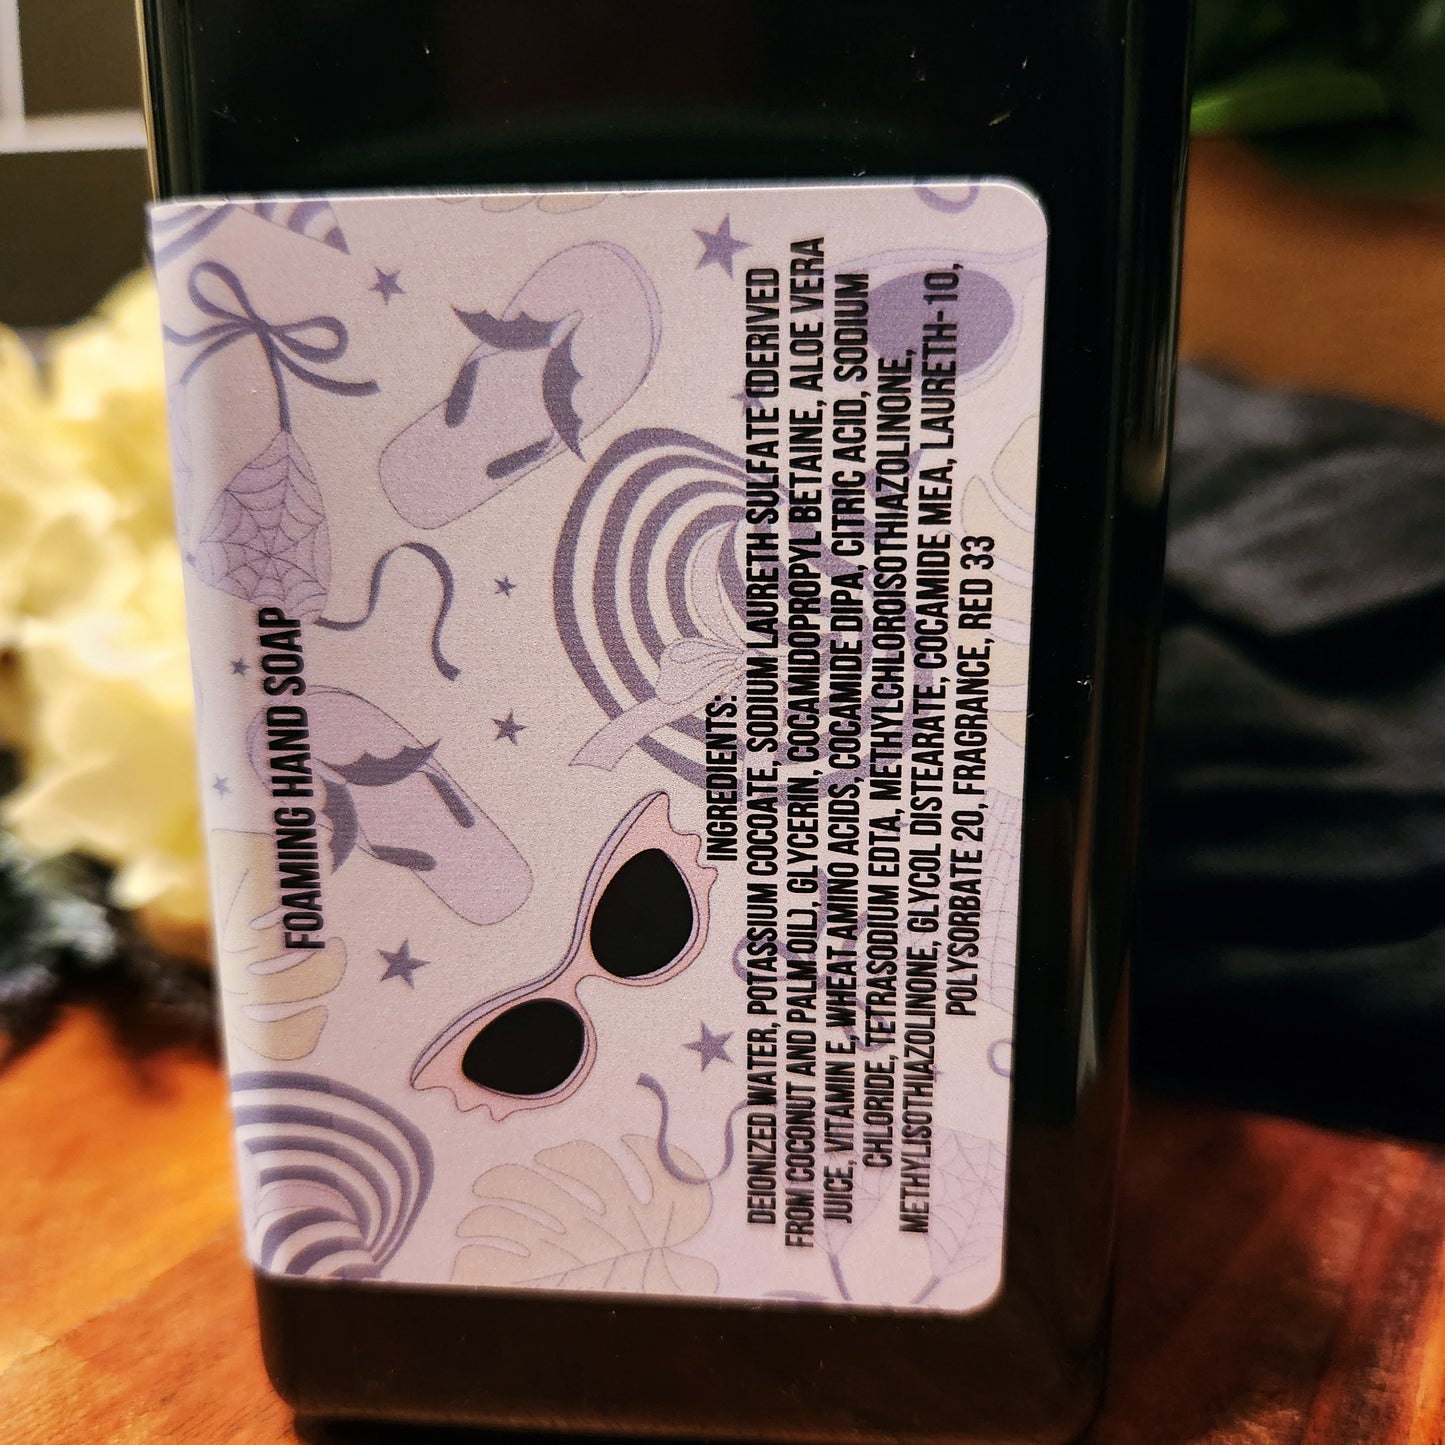 FOAMING HAND SOAP
INGREDIENTS:
DEIONIZED WATER, POTASSIUM COCOATE, SODIUM LAURETH SULFATE (DERIVED
FROM COCONUT AND PALM OIL), GLYCERIN, COCAMIDOPROPYL BETAINE, ALOE VERA
JUICE, VITAMIN E, WHEAT AMINO ACIDS, COCAMIDE DIPA, CITRIC ACID, SODIUM
CHLORIDE, TETRASODIUM EDTA, METHYLCHLOROISOTHIAZOLINONE,
METHYLISOTHIAZOLINONE, GLYCOL DISTEARATE, COCAMIDE MEA, LAURETH-10,
POLYSORBATE 20, FRAGRANCE, RED 33